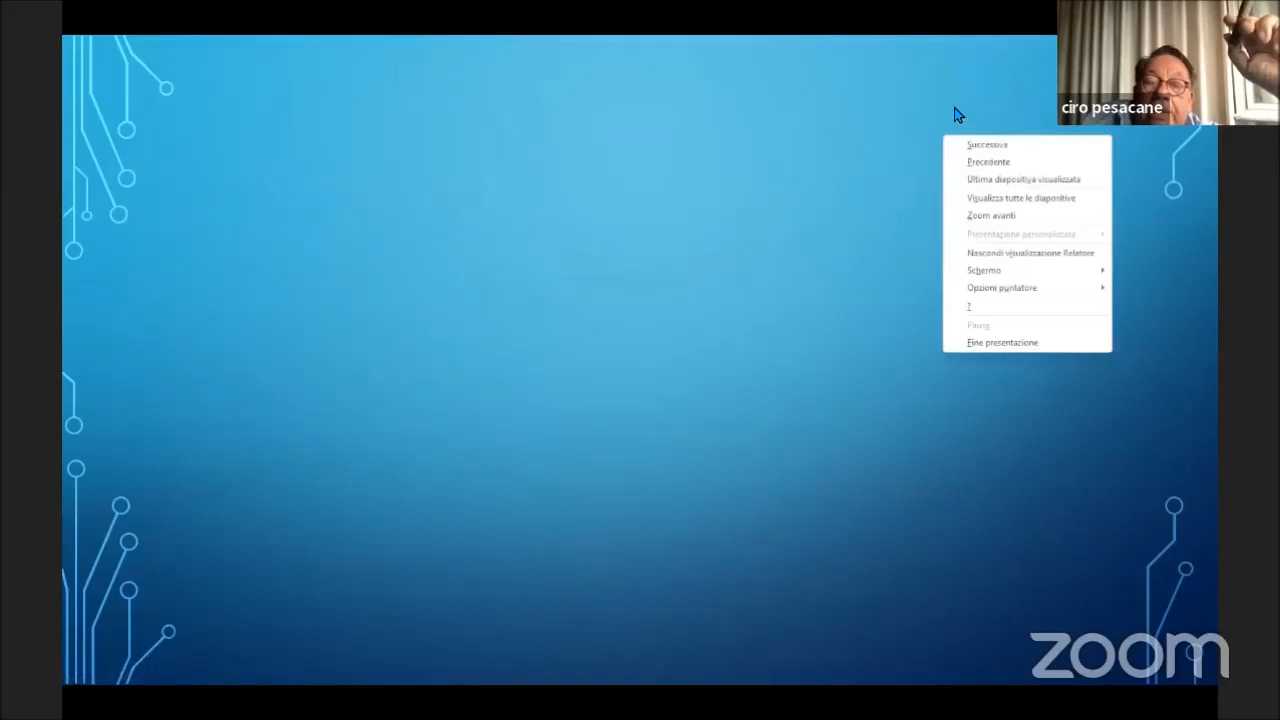 ciro pesacane
Successiva
Precedente
Ultima diapositiva visualizzata
Visualizza tutte le diapositive
Zoom avanti
Presentazione personalizzata
Nascondi visualizzazione Relatore
Schermo
Opzioni puntatore
?
Pausa
Fine presentazione
zoom